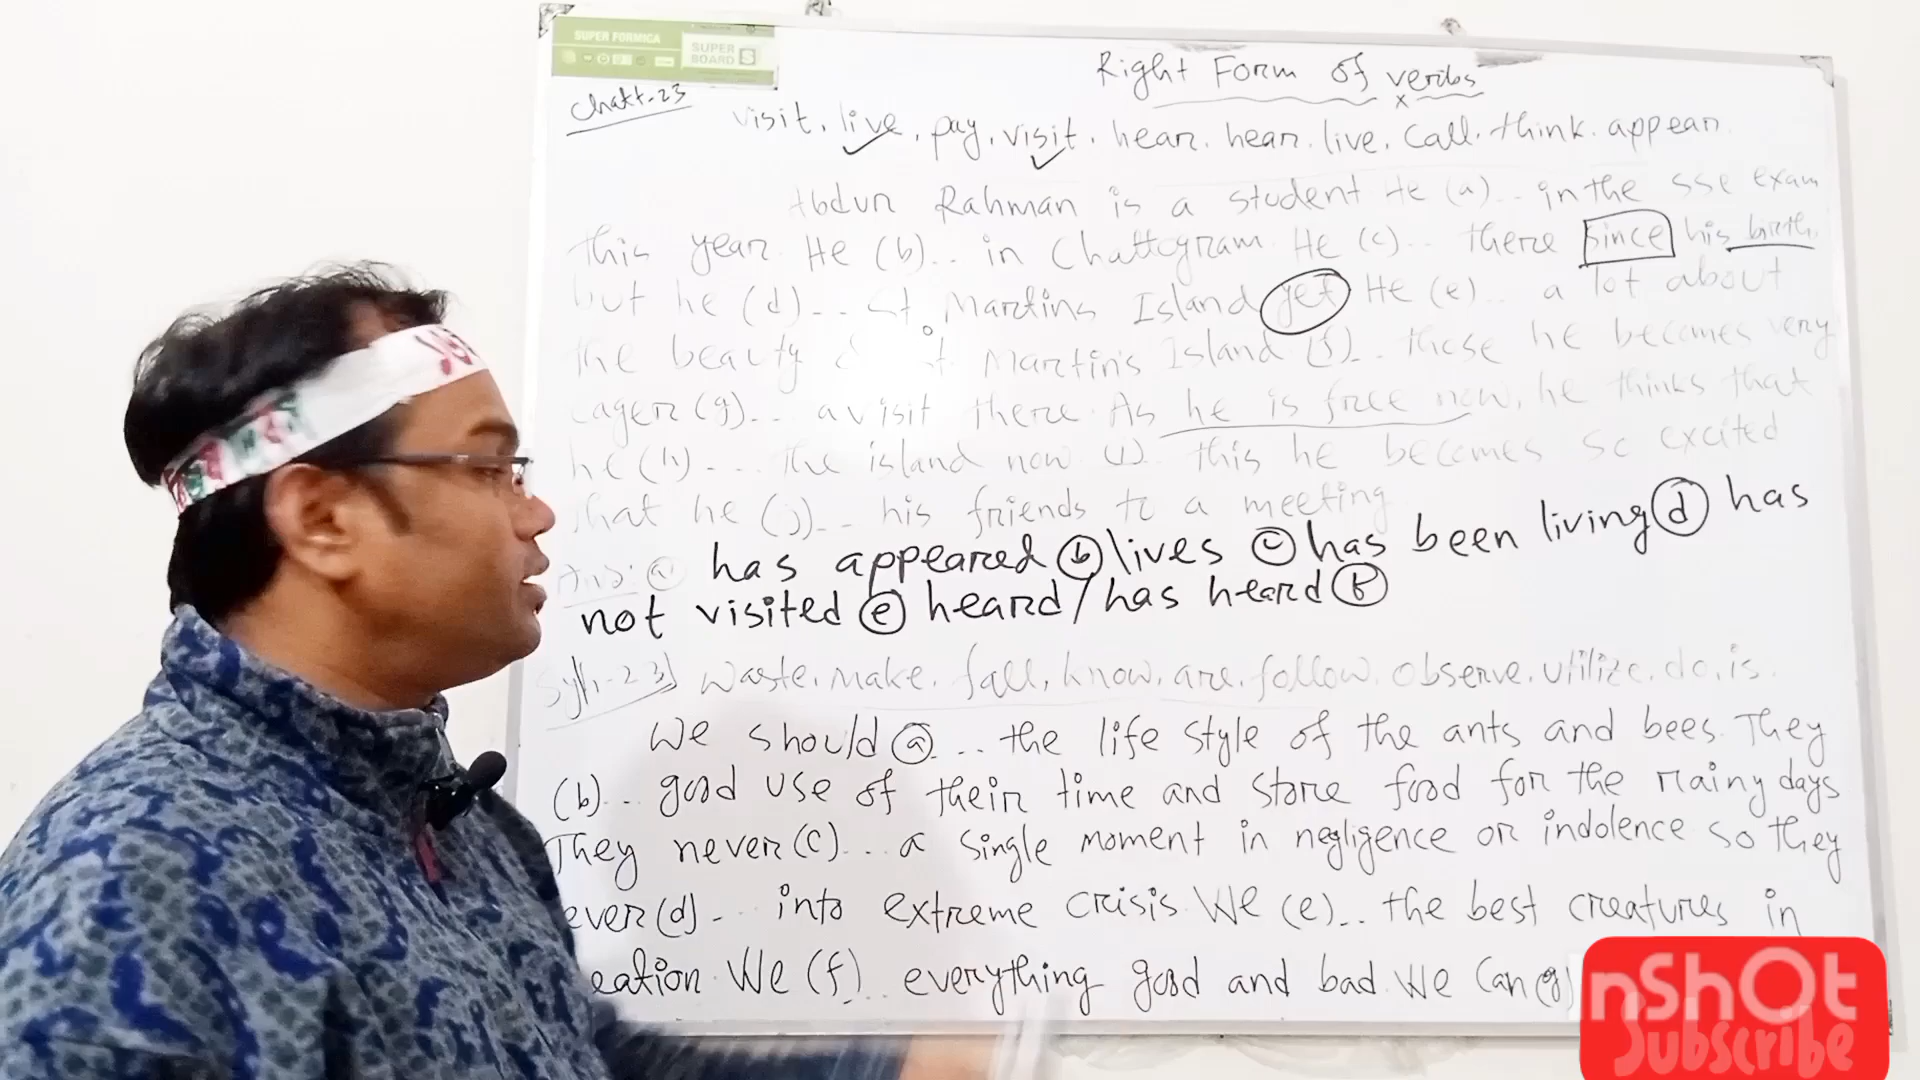 SUPER FORMICA
SUPER BOARD S
Right Form of verbs
x
Chatt-23
visit, live, pay, visit, hear, hear, live, Call, think, appear
Abdur Rahman is a student He (a)... in the SSC exam
this year. He (b)... in Chattogram. He (c)... there since his birth.
but he (d)... St. Martins Island yet He (e)... a lot about
the beauty Martin's Island (f)... these he becomes very
eager (g)... a visit there. As he is free now, he thinks that
he (h)... the island now (i)... this he becomes so excited
that he (j)... his friends to a meeting
Ans: (a) has appeared (b) lives (c) has been living (d) has
not visited (e) heard/has heard (f)
Syl-23] waste, make, fall, know, are, follow, observe, utilize, do, is.
We should (a)... the life style of the ants and bees. They
(b)... good use of their time and store food for the rainy days
They never (c)... a single moment in negligence or indolence so they
ever (d)... into extreme crisis. We (e)... the best creatures in
eation. We (f)... everything good and bad. We Can (g)
InShOt
Subscribe